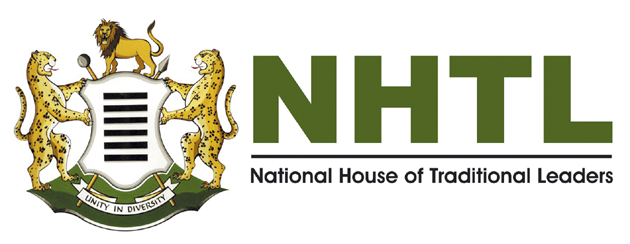 NHTL
National House of Traditional Leaders
UNITY IN DIVERSITY